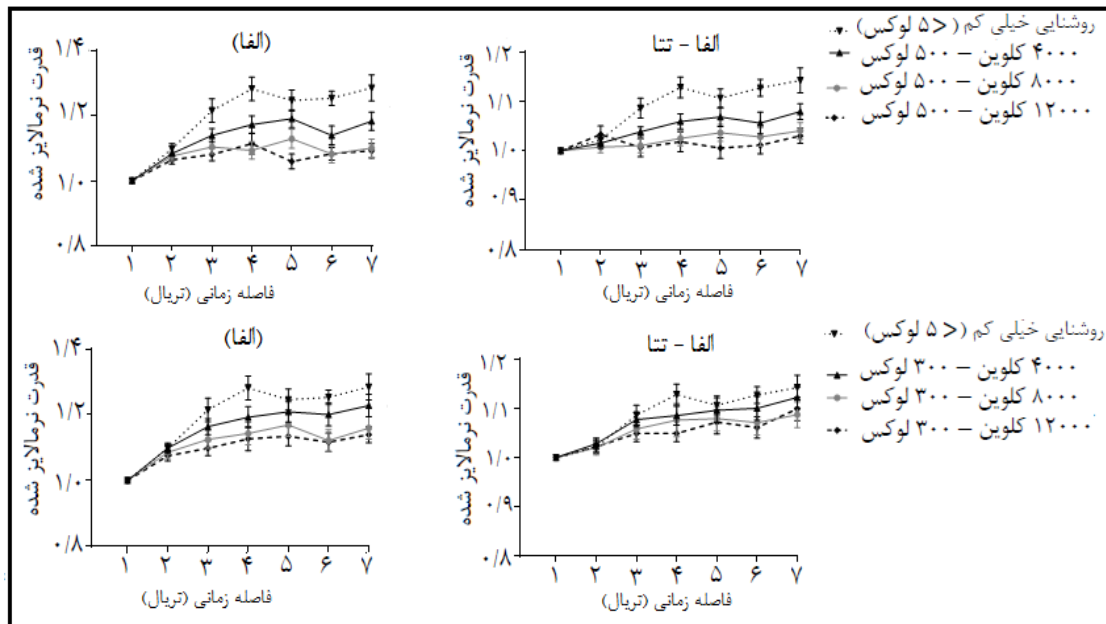 (الفا)
قدرت نرمالایز شده
۱/۴
۱/۲
۱/۰
۰/۸
۱ ۲ ۳ ۴ ۵ ۶ ۷
فاصله زمانی (تریال)
الفا - تتا
۱/۲
۱/۱
۱/۰
۰/۹
۰/۸
۱ ۲ ۳ ۴ ۵ ۶ ۷
فاصله زمانی (تریال)
روشنایی خیلی کم (< ۵ لوکس)
۴۰۰۰ کلوین – ۵۰۰ لوکس
۸۰۰۰ کلوین – ۵۰۰ لوکس
۱۲۰۰۰ کلوین – ۵۰۰ لوکس
(الفا)
قدرت نرمالایز شده
۱/۴
۱/۲
۱/۰
۰/۸
۱ ۲ ۳ ۴ ۵ ۶ ۷
فاصله زمانی (تریال)
الفا - تتا
قدرت نرمالایز شده
۱/۲
۱/۱
۱/۰
۰/۹
۰/۸
۱ ۲ ۳ ۴ ۵ ۶ ۷
فاصله زمانی (تریال)
روشنایی خیلی کم (< ۵ لوکس)
۴۰۰۰ کلوین – ۳۰۰ لوکس
۸۰۰۰ کلوین – ۳۰۰ لوکس
۱۲۰۰۰ کلوین – ۳۰۰ لوکس